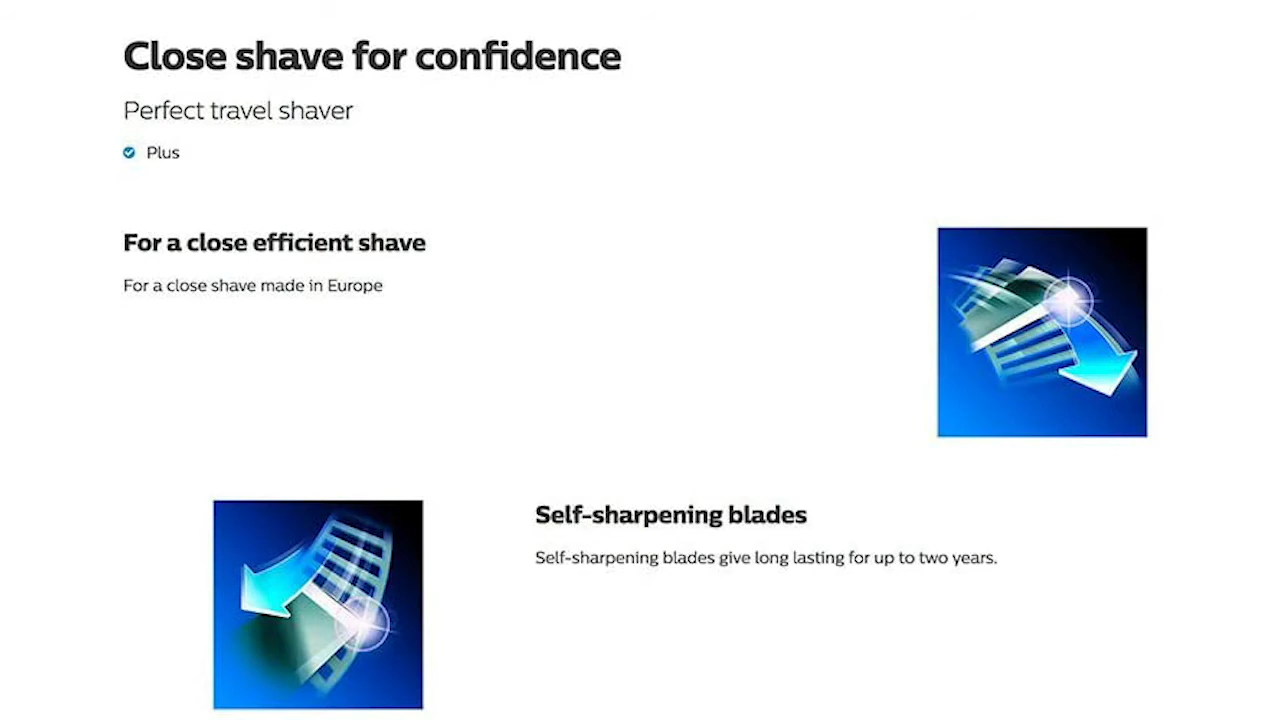 Close shave for confidence
Perfect travel shaver
Plus
For a close efficient shave
For a close shave made in Europe
Self-sharpening blades
Self-sharpening blades give long lasting for up to two years.